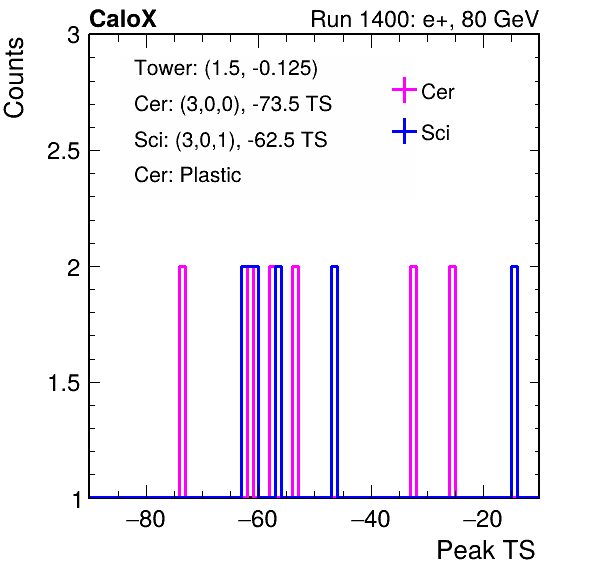 CaloX Run 1400: e+, 80 GeV
Counts
Tower: (1.5, -0.125)
Cer: (3,0,0), -73.5 TS
Sci: (3,0,1), -62.5 TS
Cer: Plastic
Cer
Sci
3
2.5
2
1.5
1
−80 −60 −40 −20
Peak TS